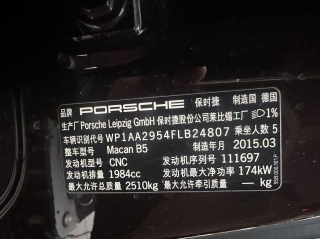 品牌 PORSCHE 保时捷 制造国 德国
生产厂 Porsche Leipzig GmbH 保时捷股份公司莱比锡工厂 1%
车辆识别代号 WP1AA2954FLB24807 乘坐人数 5
整车型号 Macan B5 制造年月 2015.03
发动机型号 CNC 发动机序列号 111697
发动机排量 1984cc 发动机最大净功率 174kW
最大允许总质量 2510kg 最大允许牵引质量 — kg